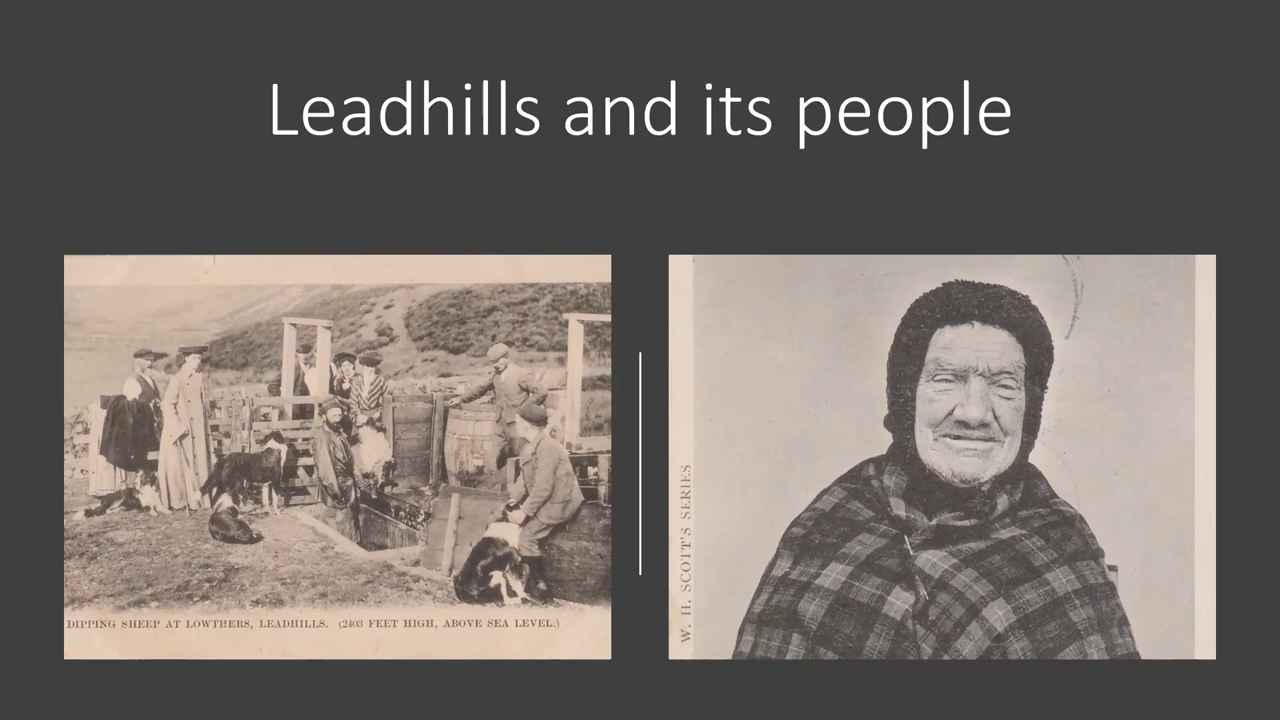 Leadhills and its people
DIPPING SHEEP AT LOWTHERS, LEADHILLS. (2403 FEET HIGH, ABOVE SEA LEVEL.)
W. H. SCOTT'S SERIES